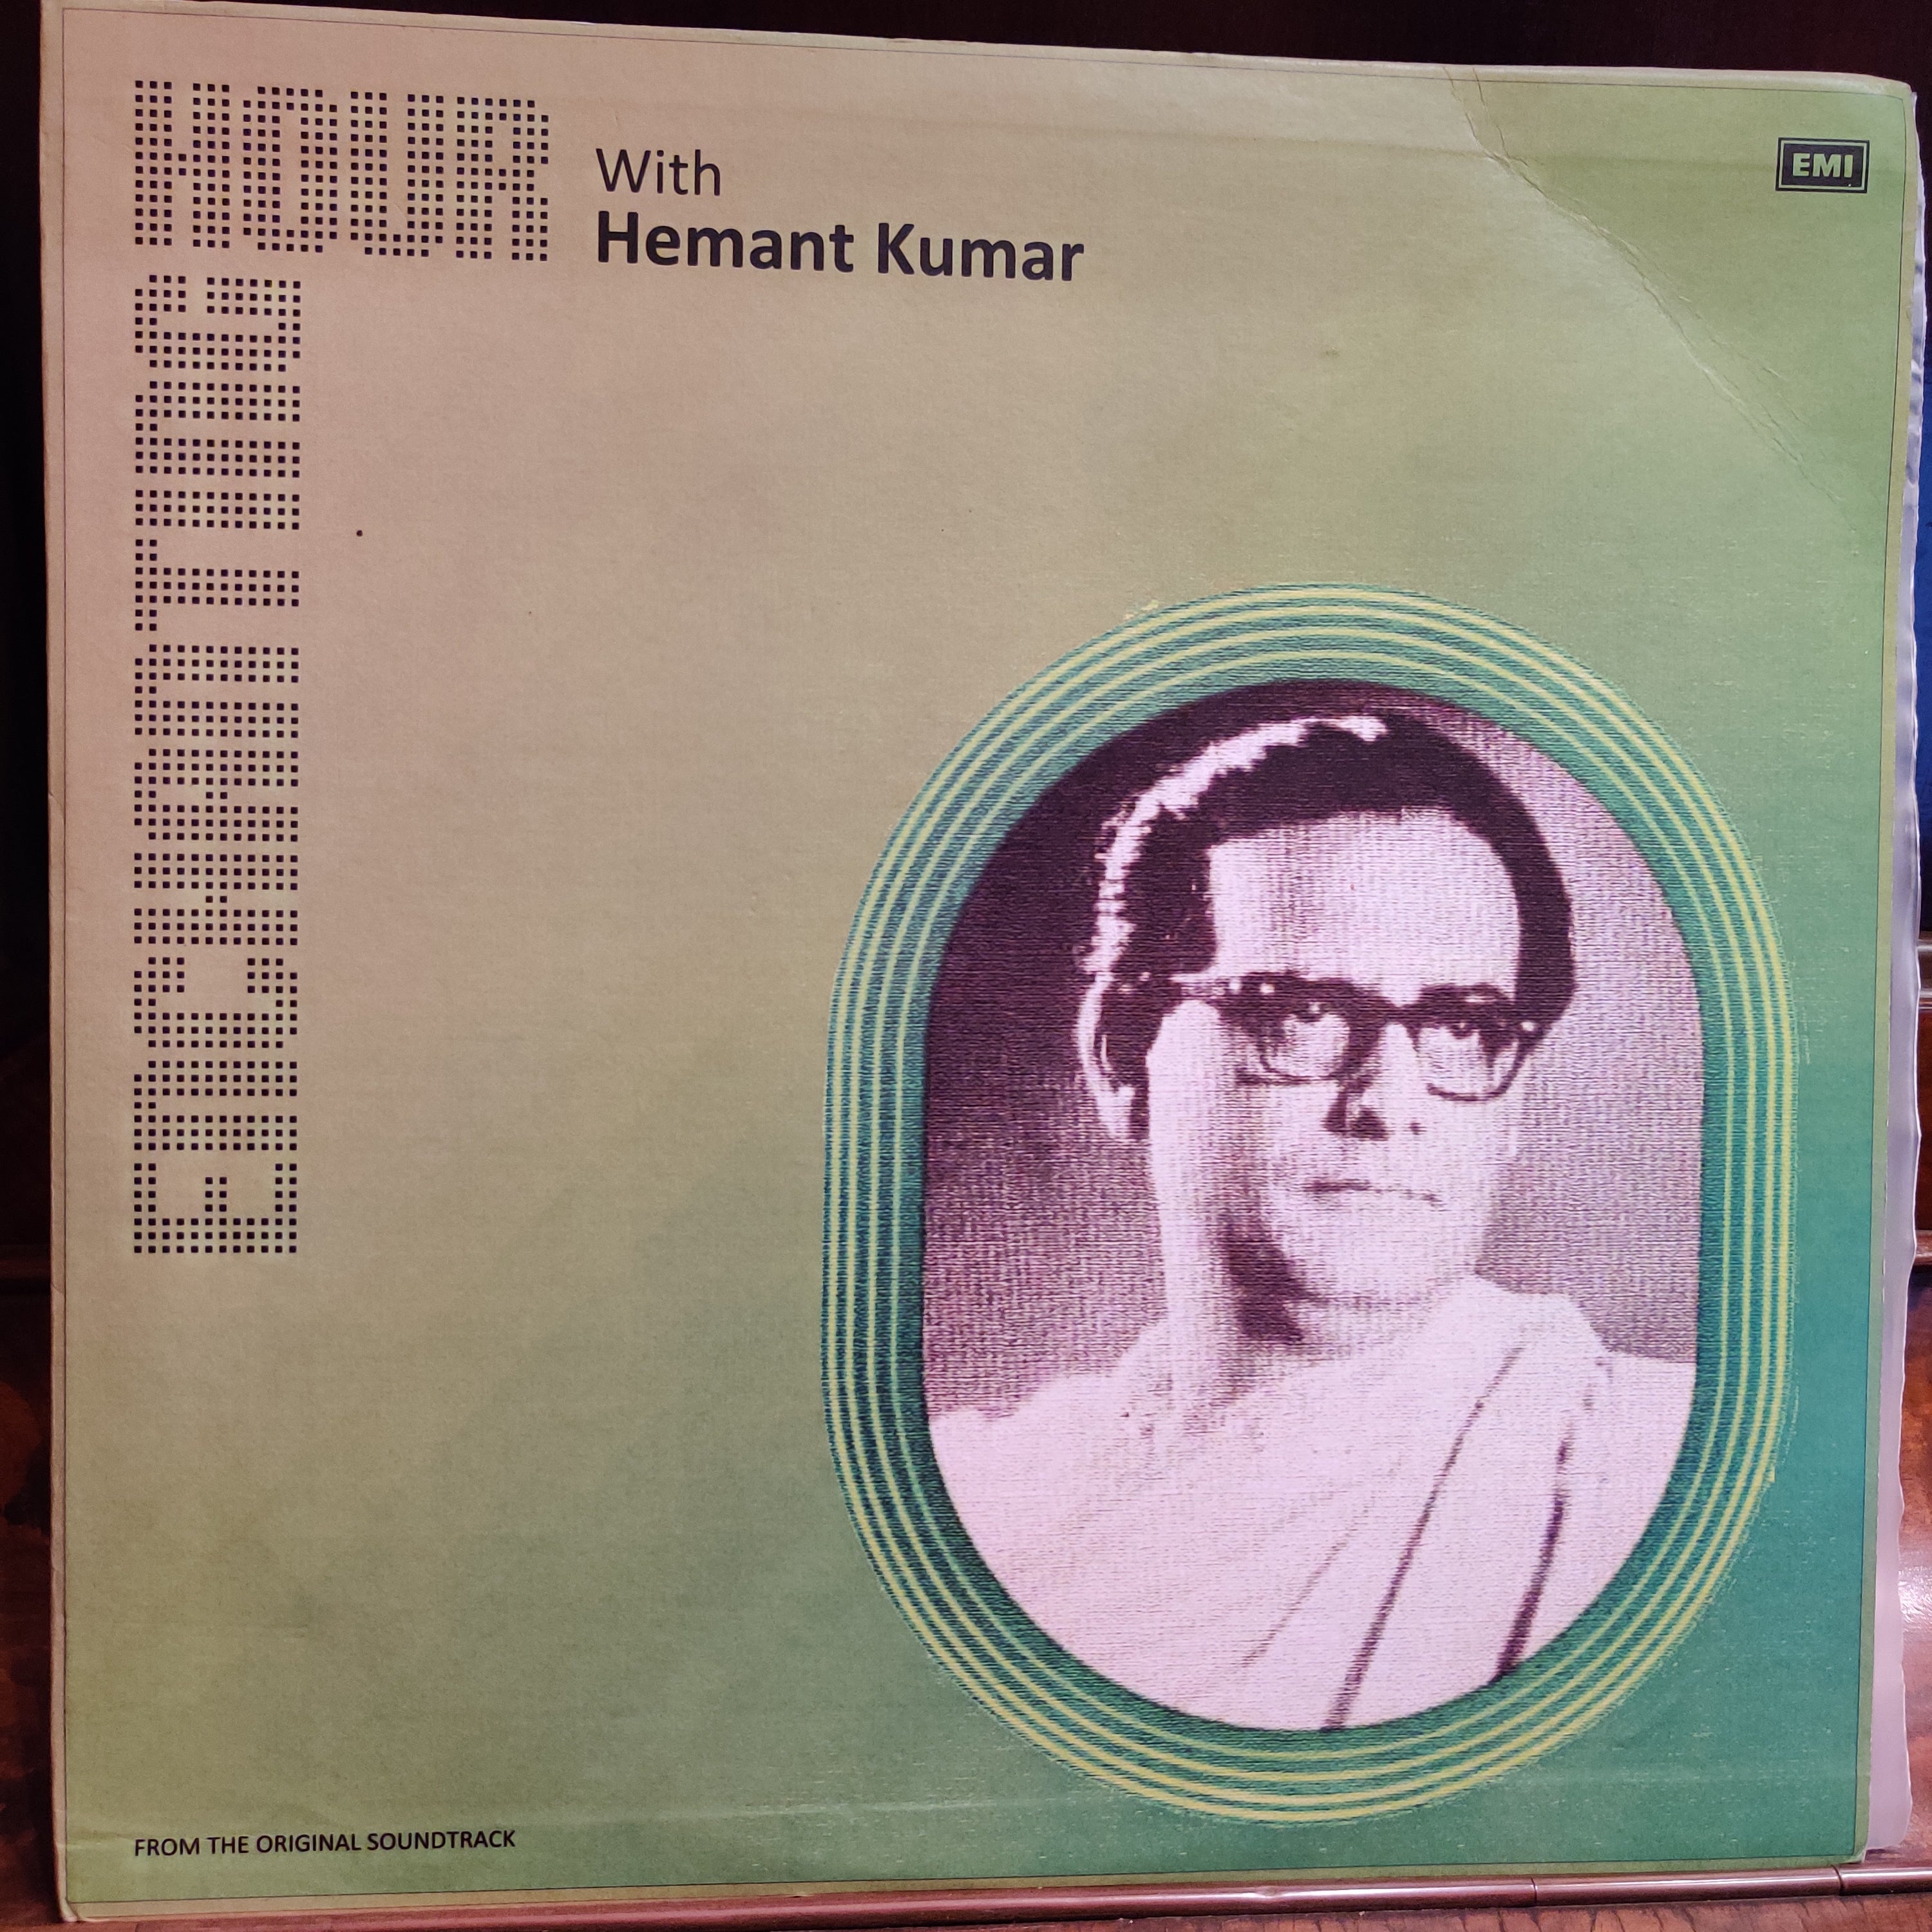 ENCHANTING
HOUR
With
Hemant Kumar
EMI
FROM THE ORIGINAL SOUNDTRACK